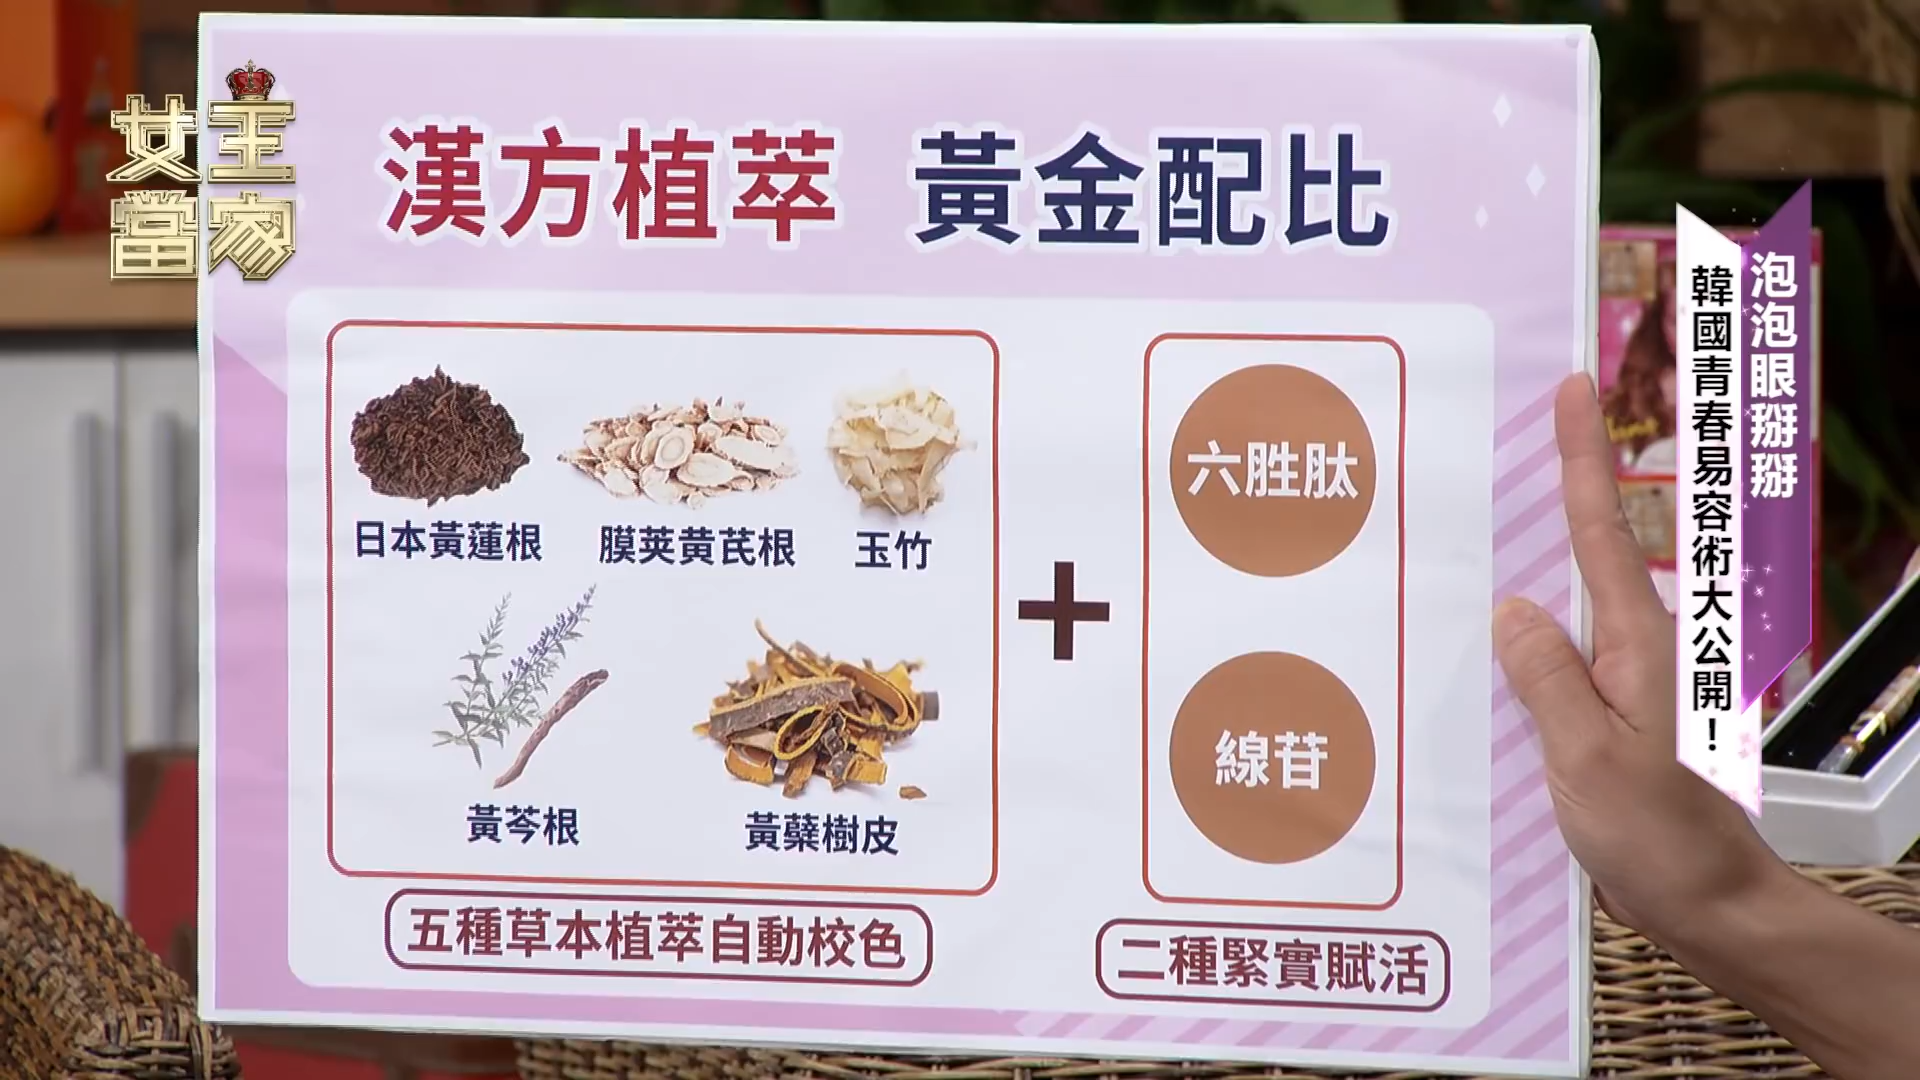 女王
當家
漢方植萃 黃金配比
日本黃蓮根
膜莢黄芪根
玉竹
黃芩根
黃蘗樹皮
五種草本植萃自動校色
+
六胜肽
線苷
二種緊實賦活
泡泡眼掰掰
韓國青春易容術大公開！